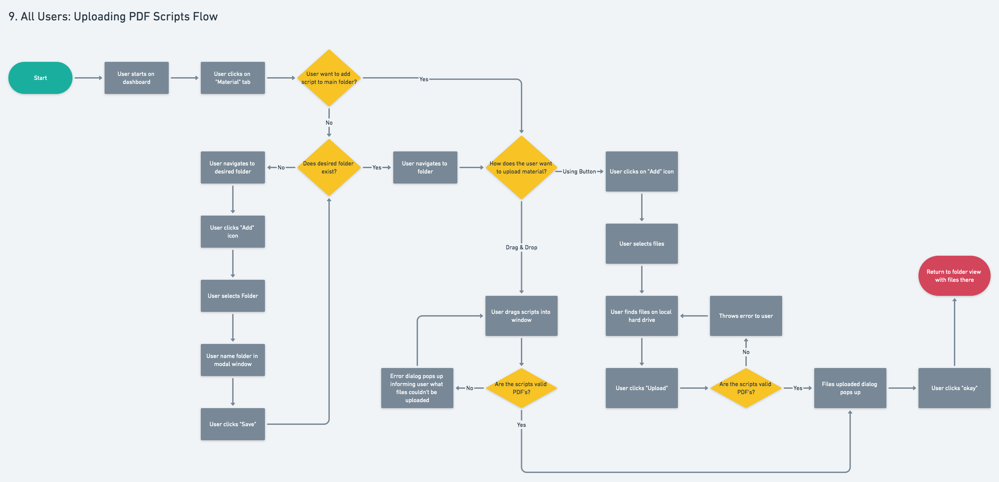 9. All Users: Uploading PDF Scripts Flow
Start
User starts on
dashboard
User clicks on
"Material" tab
User want to add
script to main folder?
Yes
No
User navigates to
desired folder
No
Does desired folder
exist?
Yes
User navigates to
folder
How does the user want
to upload material?
Using Button
User clicks on "Add" icon
User clicks "Add"
icon
User selects files
Drag & Drop
Return to folder view
with files there
User selects Folder
User drags scripts into
window
User finds files on local
hard drive
Throws error to user
User name folder in
modal window
No
Error dialog pops up
informing user what
files couldn't be
uploaded
No
Are the scripts valid
PDF's?
User clicks "Upload"
Are the scripts valid
PDF's?
Yes
Files uploaded dialog
pops up
User clicks "okay"
User clicks "Save"
Yes